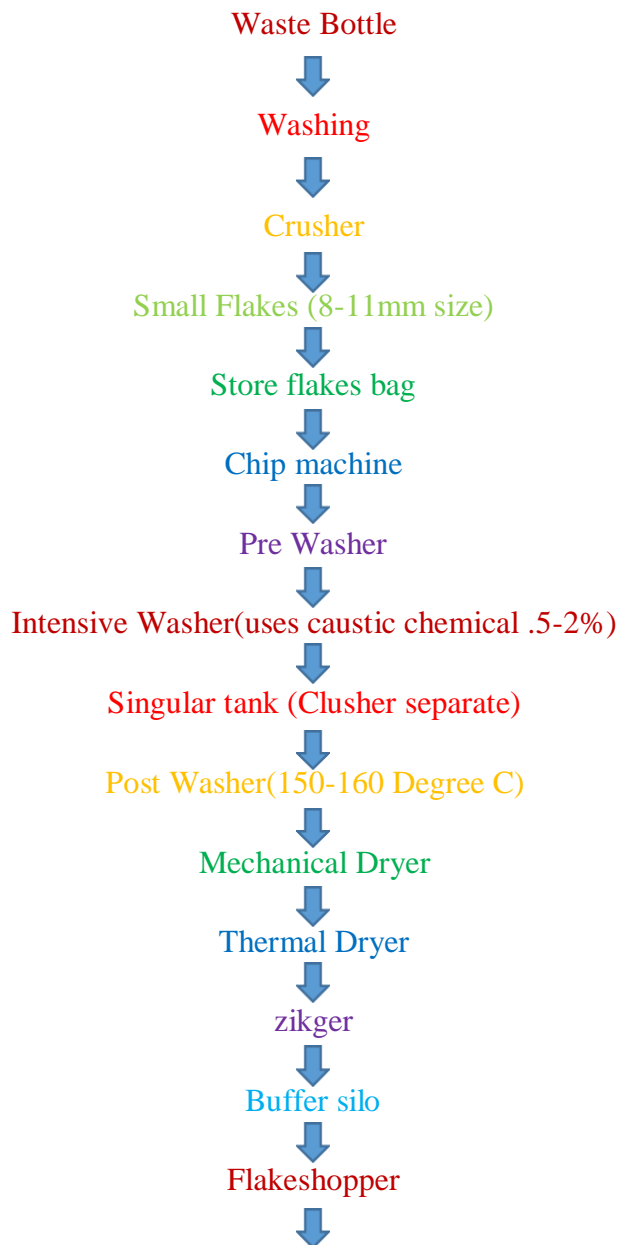 Waste Bottle
Washing
Crusher
Small Flakes (8-11mm size)
Store flakes bag
Chip machine
Pre Washer
Intensive Washer(uses caustic chemical .5-2%)
Singular tank (Clusher separate)
Post Washer(150-160 Degree C)
Mechanical Dryer
Thermal Dryer
zikger
Buffer silo
Flakeshopper